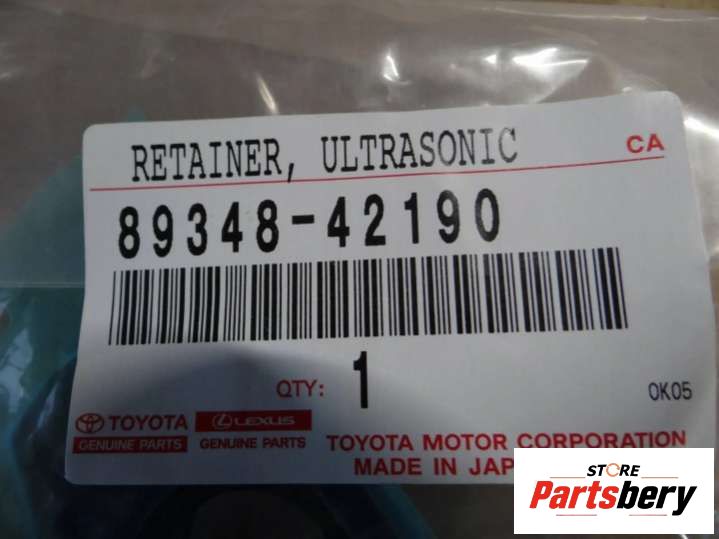 RETAINER, ULTRASONIC CA
89348-42190
QTY: 1
0K05
TOYOTA LEXUS
GENUINE PARTS GENUINE PARTS
TOYOTA MOTOR CORPORATION
MADE IN JAP
STORE
Partsbery